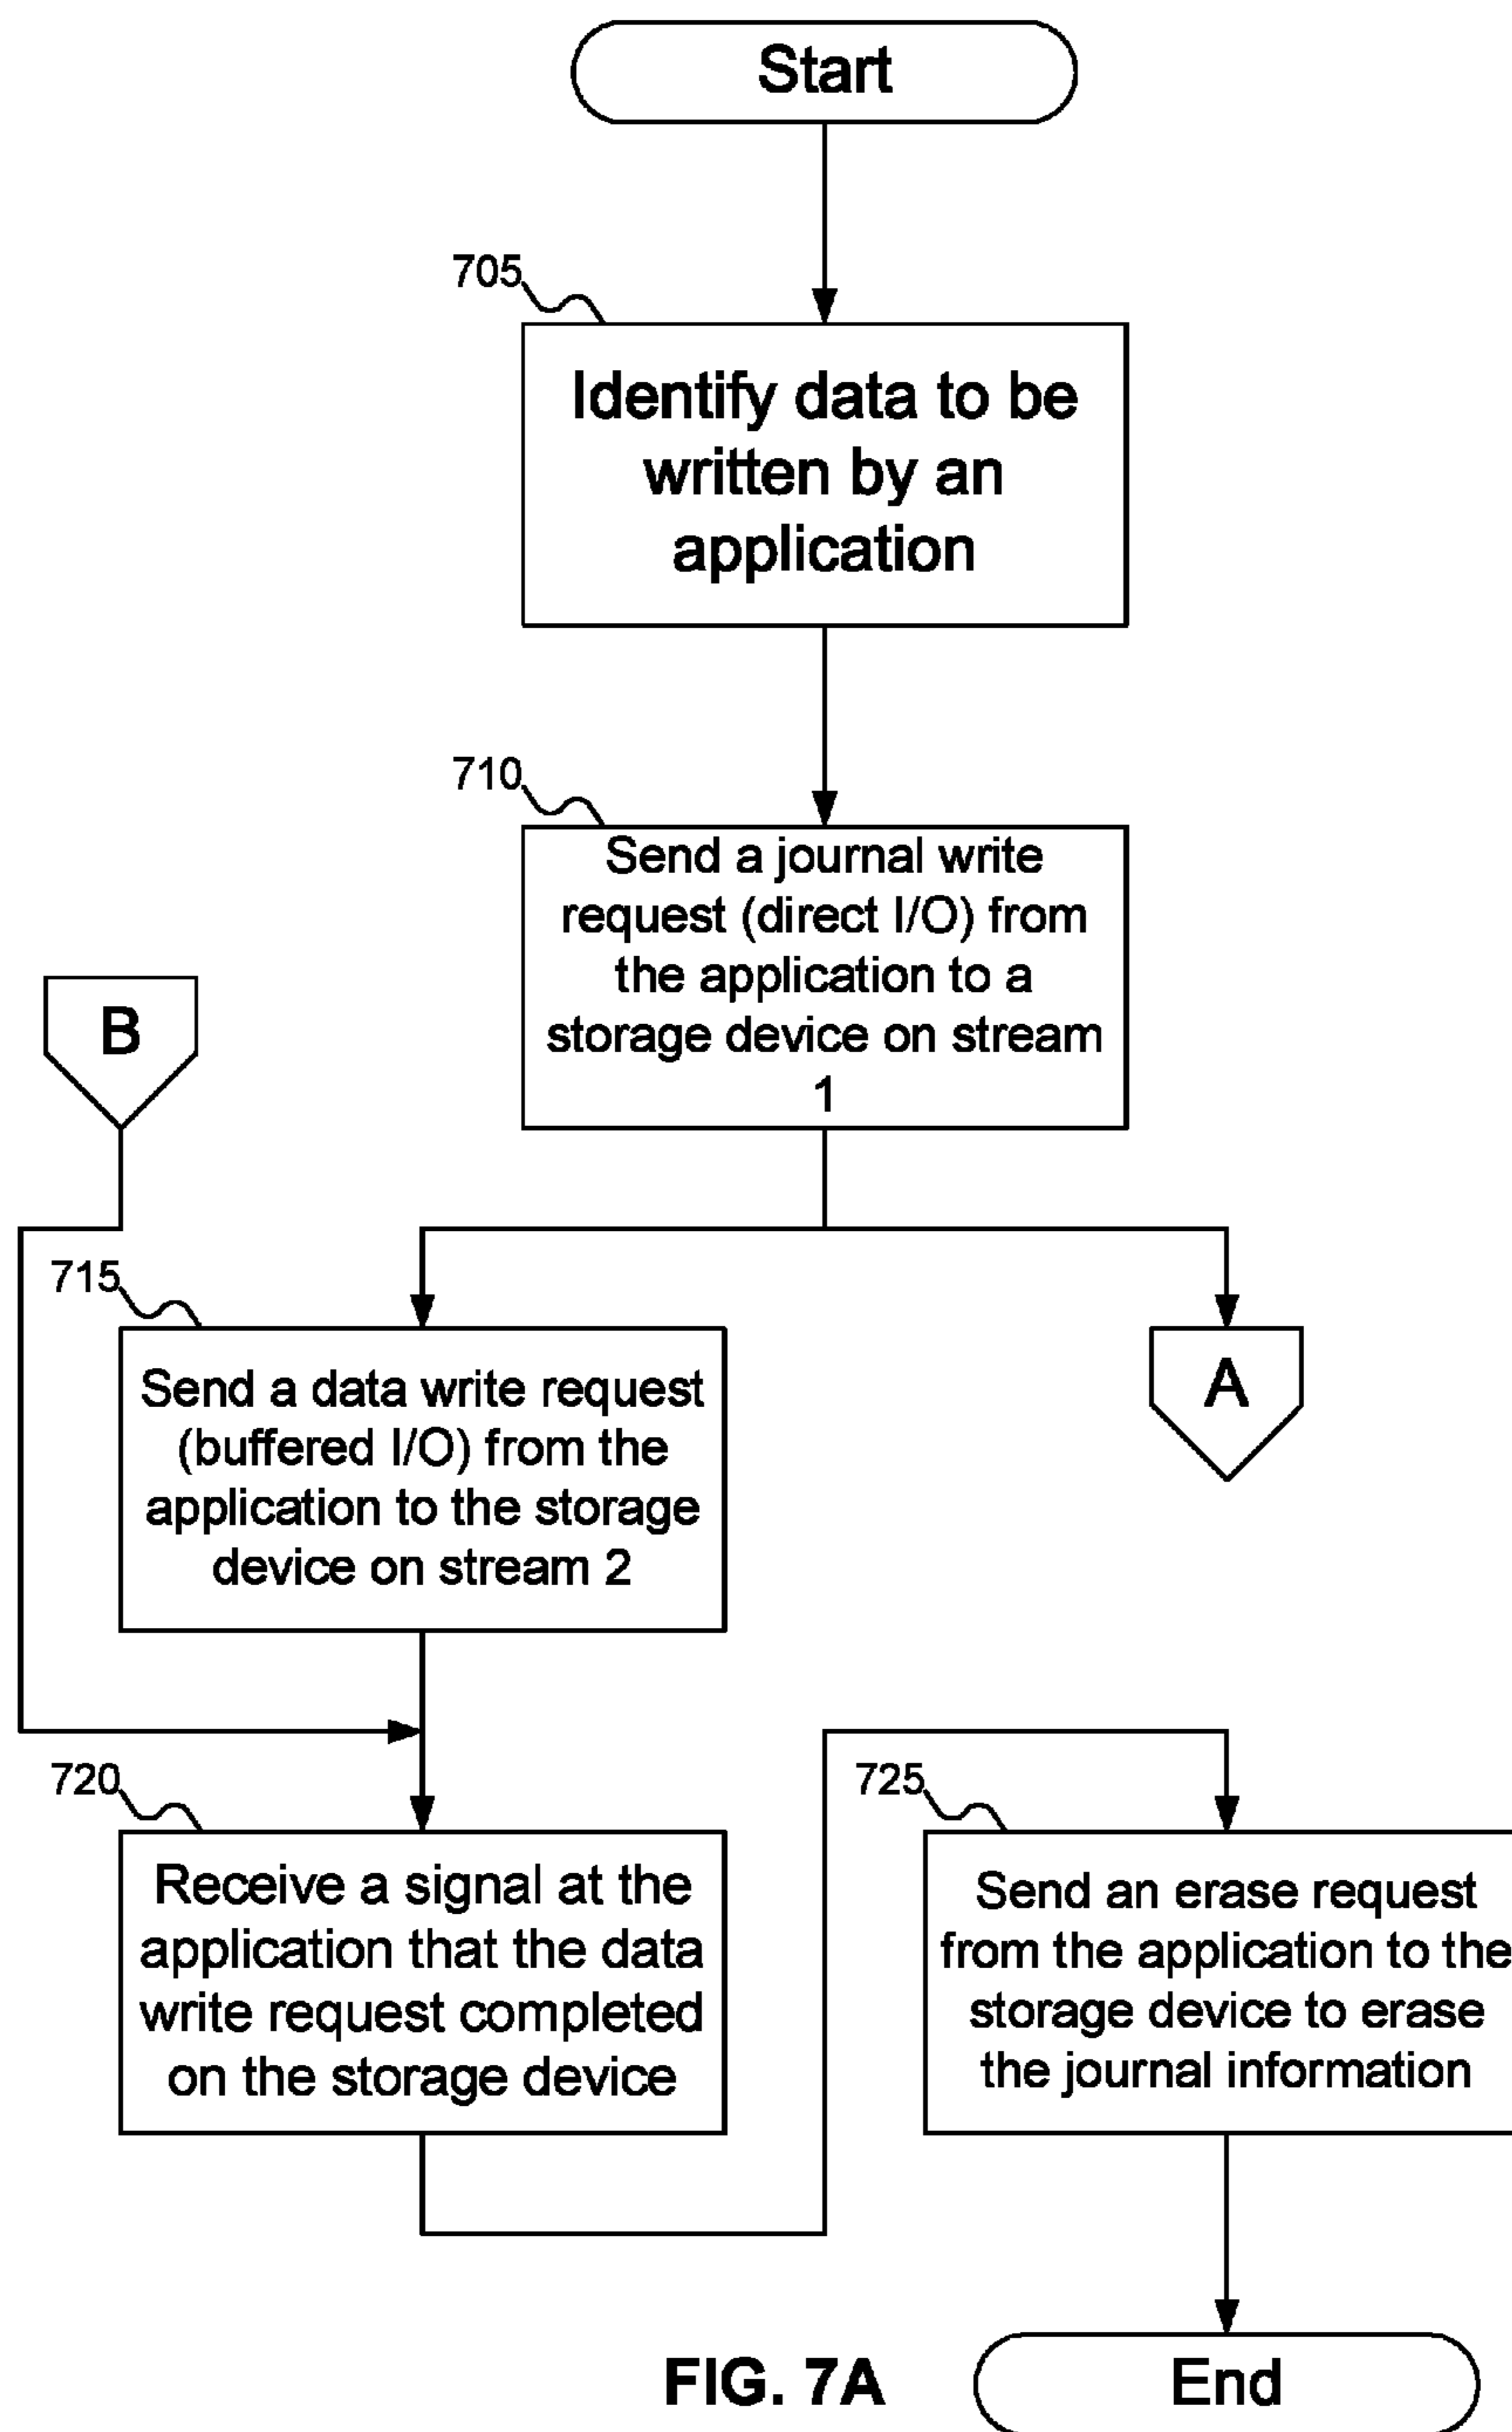 Start
705
Identify data to be
written by an
application
710
Send a journal write
request (direct I/O) from
the application to a
storage device on stream
1
B
715
Send a data write request
(buffered I/O) from the
application to the storage
device on stream 2
A
720
Receive a signal at the
application that the data
write request completed
on the storage device
725
Send an erase request
from the application to the
storage device to erase
the journal information
FIG. 7A
End